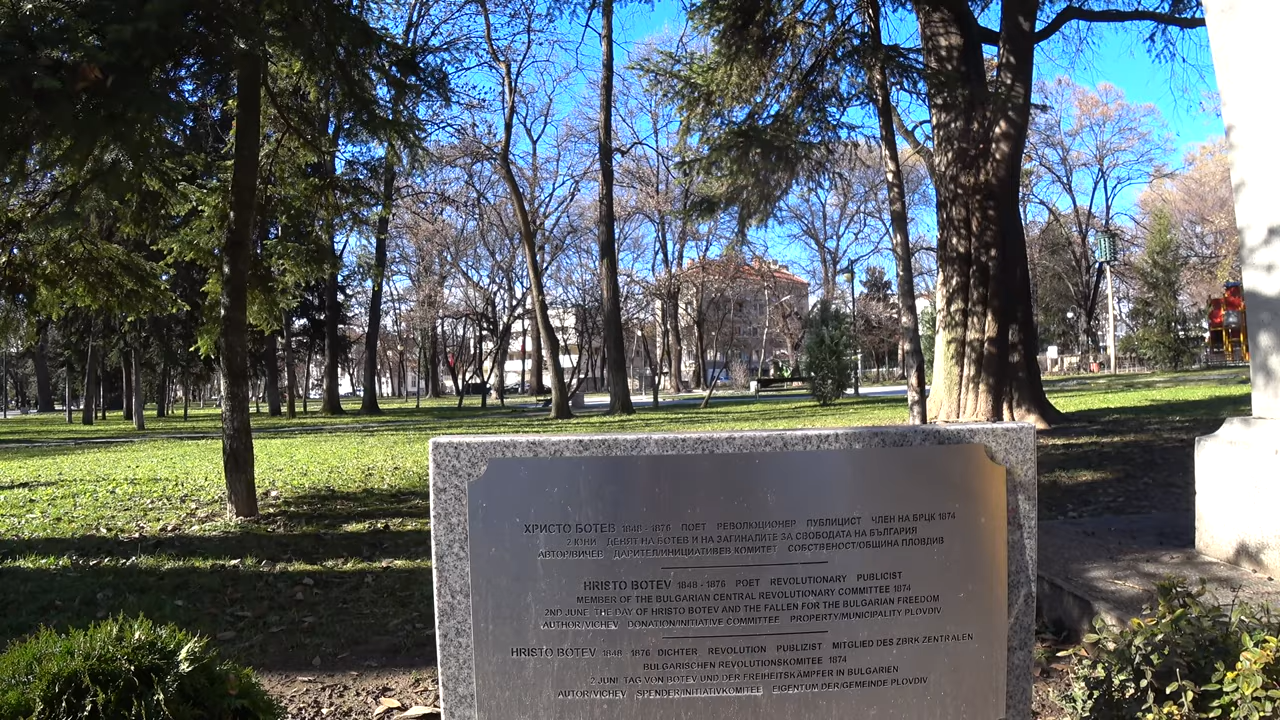 ХРИСТО БОТЕВ 1848 - 1876 ПОЕТ РЕВОЛЮЦИОНЕР ПУБЛИЦИСТ ЧЛЕН НА БРЦК 1874
2 ЮНИ ДЕНЯТ НА БОТЕВ И НА ЗАГИНАЛИТЕ ЗА СВОБОДАТА НА БЪЛГАРИЯ
АВТОР/ВИЧЕВ ДАРИТЕЛ/ИНИЦИАТИВЕВ КОМИТЕТ СОБСТВЕНОСТ/ОБЩИНА ПЛОВДИВ
HRISTO BOTEV 1848 - 1876 POET REVOLUTIONARY PUBLICIST
MEMBER OF THE BULGARIAN CENTRAL REVOLUTIONARY COMMITTEE 1874
2ND JUNE THE DAY OF HRISTO BOTEV AND THE FALLEN FOR THE BULGARIAN FREEDOM
AUTHOR/VICHEV DONATION/INITIATIVE COMMITTEE PROPERTY/MUNICIPALITY PLOVDIV
HRISTO BOTEV 1848 1876 DICHTER REVOLUTION PUBLIZIST MITGLIED DES ZBRK-ZENTRALEN
BULGARISCHEN REVOLUTIONSKOMITEE 1874
2.JUNI TAG VON BOTEV UND DER FREIHEITSKÄMPFER IN BULGARIEN
AUTOR/VICHEV SPENDER/INITIATIVKOMITEE EIGENTUM DER/GEMEINDE PLOVDIV